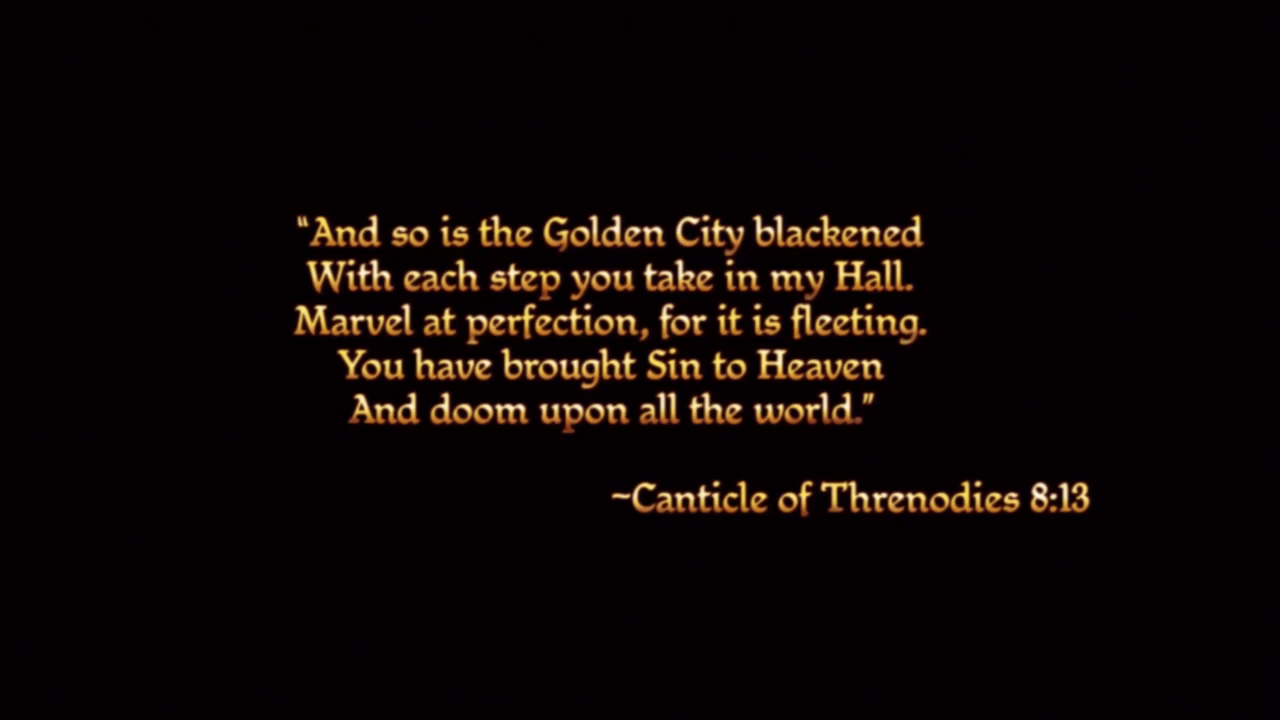 "And so is the Golden City blackened
With each step you take in my Hall.
Marvel at perfection, for it is fleeting.
You have brought Sin to Heaven
And doom upon all the world."
~Canticle of Threnodies 8:13